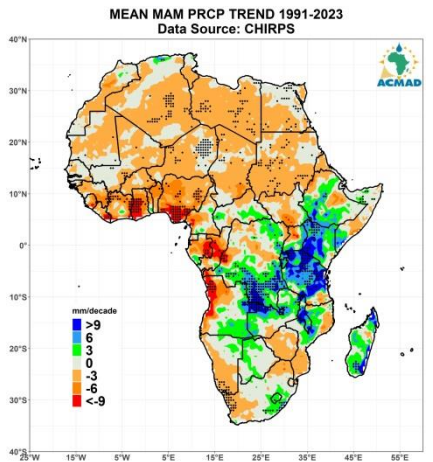 MEAN MAM PRCP TREND 1991-2023
Data Source: CHIRPS
ACMAD
40°N
30°N
20°N
10°N
0°
10°S
20°S
30°S
40°S
mm/decade
>9
6
3
0
-3
-6
<-9
25°W 15°W 5°W 5°E 15°E 25°E 35°E 45°E 55°E